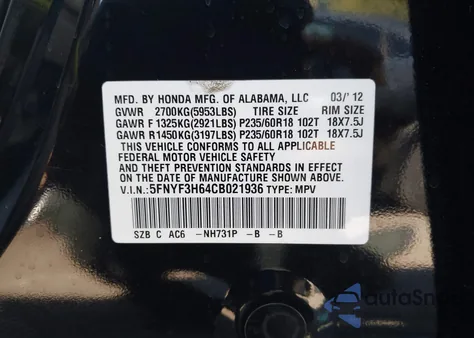 MFD. BY HONDA MFG. OF ALABAMA, LLC 03/'12
GVWR 2700KG(5953LBS) TIRE SIZE RIM SIZE
GAWR F1325KG(2921LBS) P235/60R18 102T 18X7.5J
GAWR R1450KG(3197LBS) P235/60R18 102T 18X7.5J
THIS VEHICLE CONFORMS TO ALL APPLICABLE
FEDERAL MOTOR VEHICLE SAFETY
AND THEFT PREVENTION STANDARDS IN EFFECT
ON THE DATE OF MANUFACTURE SHOWN ABOVE.
V.I.N.:5FNYF3H64CB021936 TYPE: MPV
SZB C AC6 -NH731P -B -B